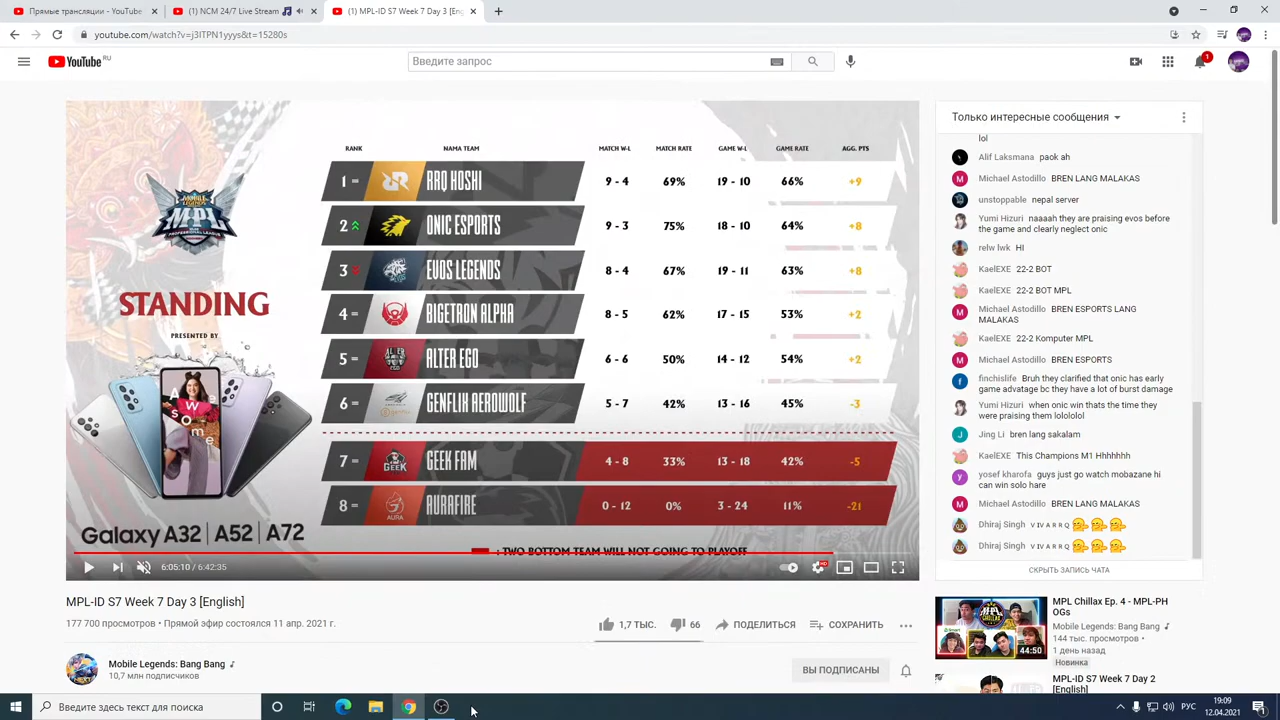 Прямые трансляции - YouTube
(1) NCM 24/7 Live Stream
(1) MPL-ID S7 Week 7 Day 3 [Eng
youtube.com/watch?v=j3ITPN1yyys&t=15280s
YouTube RU
Введите запрос
1
RANK NAMA TEAM MATCH W-L MATCH RATE GAME W-L GAME RATE AGG. PTS
1 = RRQ HOSHI 9 - 4 69% 19 - 10 66% +9
2 ONIC ESPORTS 9 - 3 75% 18 - 10 64% +8
3 EVOS LEGENDS 8 - 4 67% 19 - 11 63% +8
4 = BIGETRON ALPHA 8 - 5 62% 17 - 15 53% +2
5 = ALTER EGO 6 - 6 50% 14 - 12 54% +2
6 = GENFLIX AEROWOLF 5 - 7 42% 13 - 16 45% -3
7 = GEEK FAM 4 - 8 33% 13 - 18 42% -5
8 = AURAFIRE 0 - 12 0% 3 - 24 11% -21
: TWO BOTTOM TEAM WILL NOT GOING TO PLAYOFF
MOBILE LEGENDS
MPL
STANDING
PRESENTED BY
Awesome
Galaxy A32 | A52 | A72
6:05:10 / 6:42:35
HD
MPL-ID S7 Week 7 Day 3 [English]
177 700 просмотров • Прямой эфир состоялся 11 апр. 2021 г.
1,7 ТЫС.
66
ПОДЕЛИТЬСЯ
СОХРАНИТЬ
Mobile Legends: Bang Bang
10,7 млн подписчиков
ВЫ ПОДПИСАНЫ
Только интересные сообщения
lol
Alif Laksmana paok ah
Michael Astodillo BREN LANG MALAKAS
unstoppable nepal server
Yumi Hizuri naaaah they are praising evos before
the game and clearly neglect onic
relw lwk HI
KaelEXE 22-2 BOT
KaelEXE 22-2 BOT MPL
Michael Astodillo BREN ESPORTS LANG
MALAKAS
KaelEXE 22-2 Komputer MPL
Michael Astodillo BREN ESPORTS
finchislife Bruh they clarified that onic has early
game advatage bc they have a lot of burst damage
Yumi Hizuri when onic win thats the time they
were praising them lolololol
Jing Li bren lang sakalam
KaelEXE This Champions M1 Hhhhhhh
yosef kharofa guys just go watch mobazane hi
can win solo hare
Michael Astodillo BREN LANG MALAKAS
Dhiraj Singh V I V A R R Q
Dhiraj Singh V I V A R R Q
СКРЫТЬ ЗАПИСЬ ЧАТА
44:50
MPL Chillax Ep. 4 - MPL-PH
OGs
Mobile Legends: Bang Bang
144 тыс. просмотров •
1 день назад
Новинка
MPL-ID S7 Week 7 Day 2
[English]
Введите здесь текст для поиска
РУС
19:09
12.04.2021